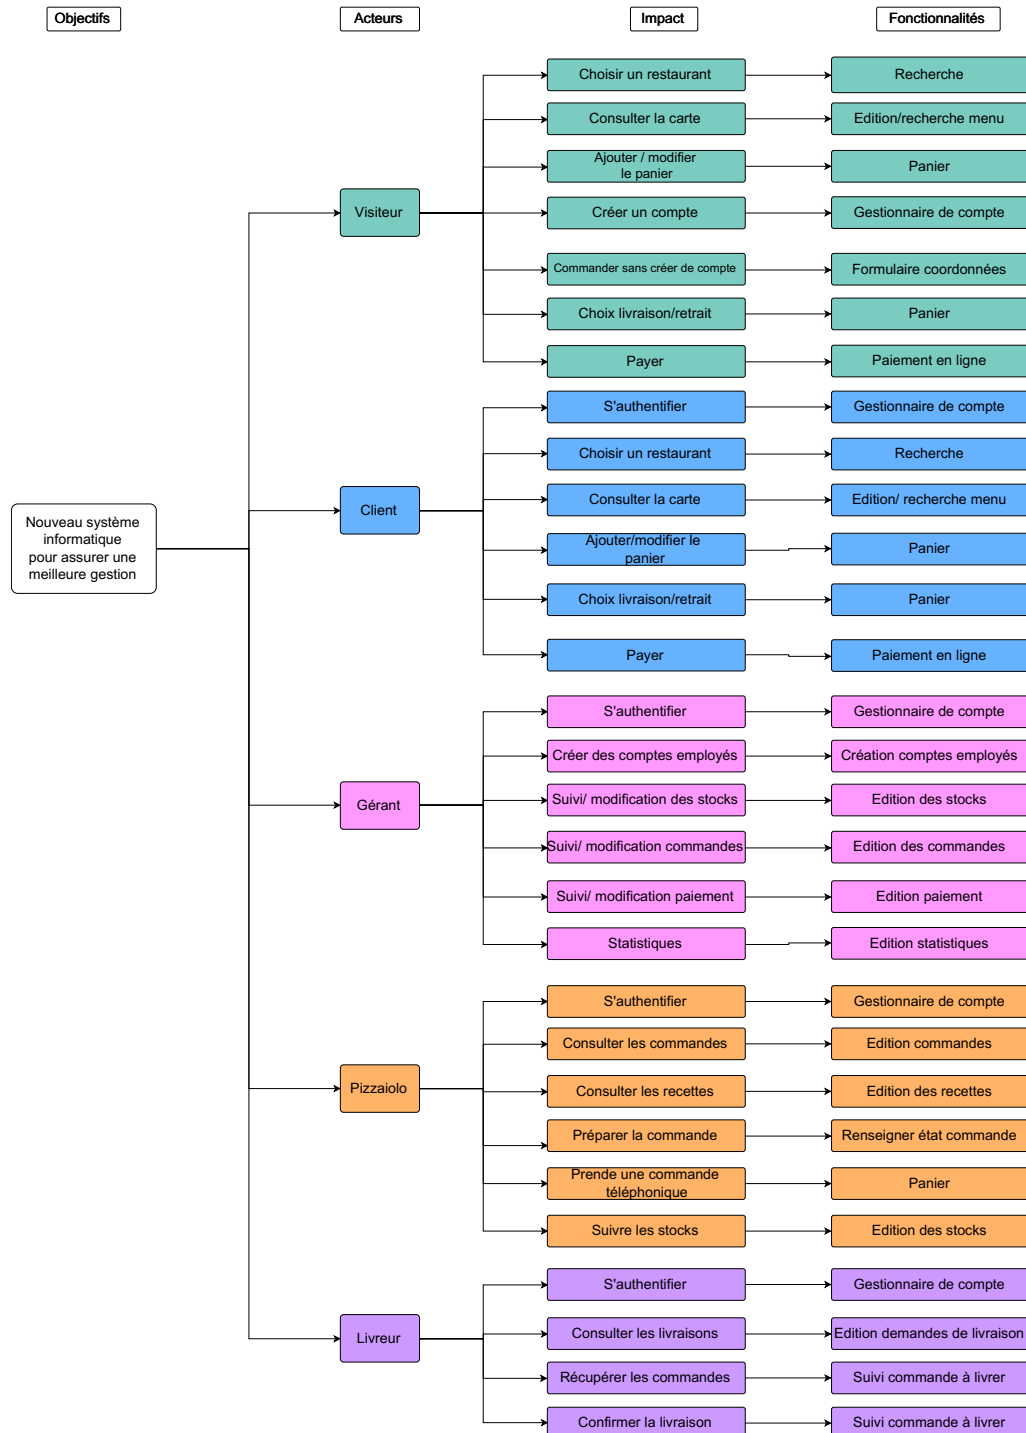 Objectifs
Acteurs
Impact
Fonctionnalités
Choisir un restaurant
Recherche
Consulter la carte
Edition/recherche menu
Ajouter / modifier
le panier
Panier
Visiteur
Créer un compte
Gestionnaire de compte
Commander sans créer de compte
Formulaire coordonnées
Choix livraison/retrait
Panier
Payer
Paiement en ligne
S'authentifier
Gestionnaire de compte
Choisir un restaurant
Recherche
Client
Consulter la carte
Edition/ recherche menu
Nouveau système
informatique
pour assurer une
meilleure gestion
Ajouter/modifier le
panier
Panier
Choix livraison/retrait
Panier
Payer
Paiement en ligne
S'authentifier
Gestionnaire de compte
Créer des comptes employés
Création comptes employés
Gérant
Suivi/ modification des stocks
Edition des stocks
Suivi/ modification commandes
Edition des commandes
Suivi/ modification paiement
Edition paiement
Statistiques
Edition statistiques
S'authentifier
Gestionnaire de compte
Consulter les commandes
Edition commandes
Pizzaiolo
Consulter les recettes
Edition des recettes
Préparer la commande
Renseigner état commande
Prende une commande
téléphonique
Panier
Suivre les stocks
Edition des stocks
S'authentifier
Gestionnaire de compte
Livreur
Consulter les livraisons
Edition demandes de livraison
Récupérer les commandes
Suivi commande à livrer
Confirmer la livraison
Suivi commande à livrer